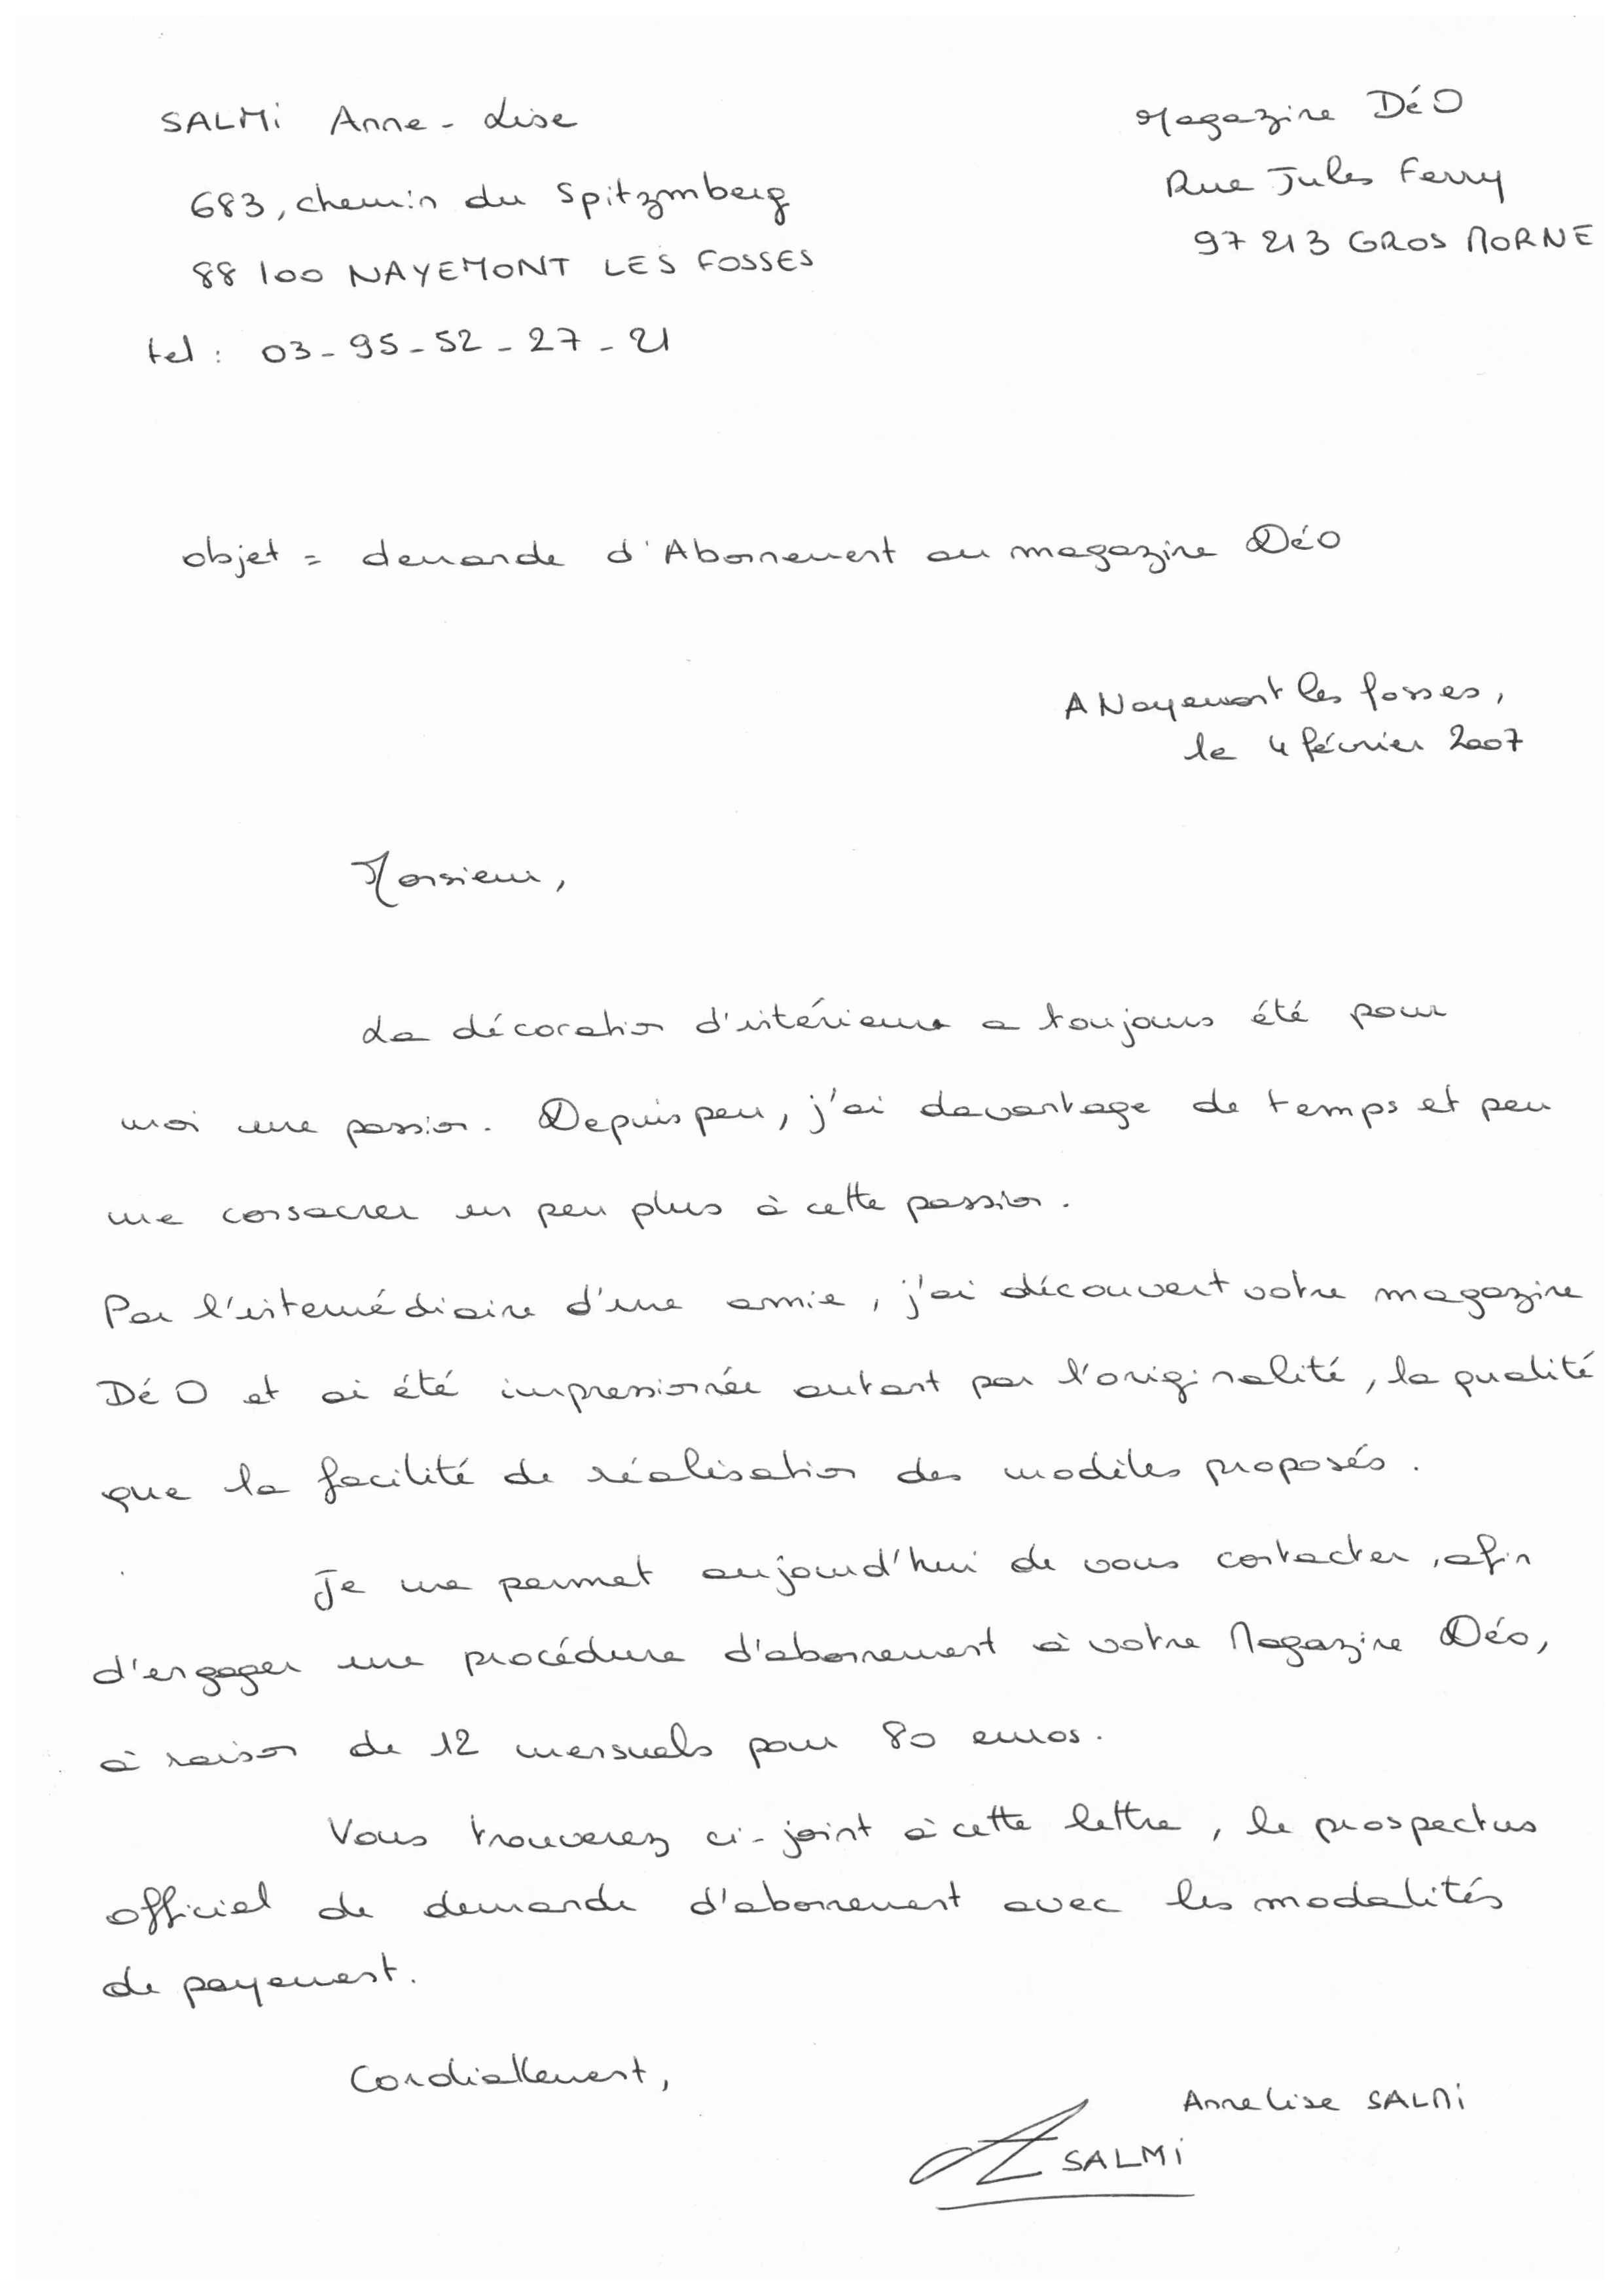 SALMi Anne-Lise
683, chemin du Spitzmberg
88 100 NAYEMONT LES FOSSES
tel : 03-95-52-27-21
Magazine DéO
Rue Jules Ferry
97 213 GROS MORNE
objet = demande d'Abonnement au magazine DéO
A Nayemont les fosses,
le 4 février 2007
Monsieur,
La décoration d'intérieur a toujours été pour
moi une passion. Depuis peu, j'ai davantage de temps et peu
me consacrer un peu plus à cette passion.
Par l'intermédiaire d'une amie, j'ai découvert votre magazine
DéO et ai été impressionnée autant par l'originalité, la qualité
que la facilité de réalisation des modèles proposés.
Je me permet aujourd'hui de vous contacter, afin
d'engager une procédure d'abonnement à votre Magazine Déo,
à raison de 12 mensuels pour 80 euros.
Vous trouverez ci-joint à cette lettre, le prospectus
officiel de demande d'abonnement avec les modalités
de payement.
Cordiallement,
Anne Lise SALMi
SALMi